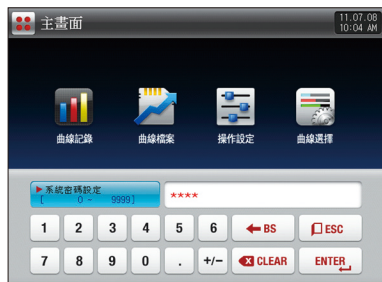 主畫面
11.07.08
10:04 AM
曲線記錄 曲線檔案 操作設定 曲線選擇
▶系統密碼設定
[ 0 ~ 9999]
****
1 2 3 4 5 6 BS ESC
7 8 9 0 . +/- CLEAR ENTER